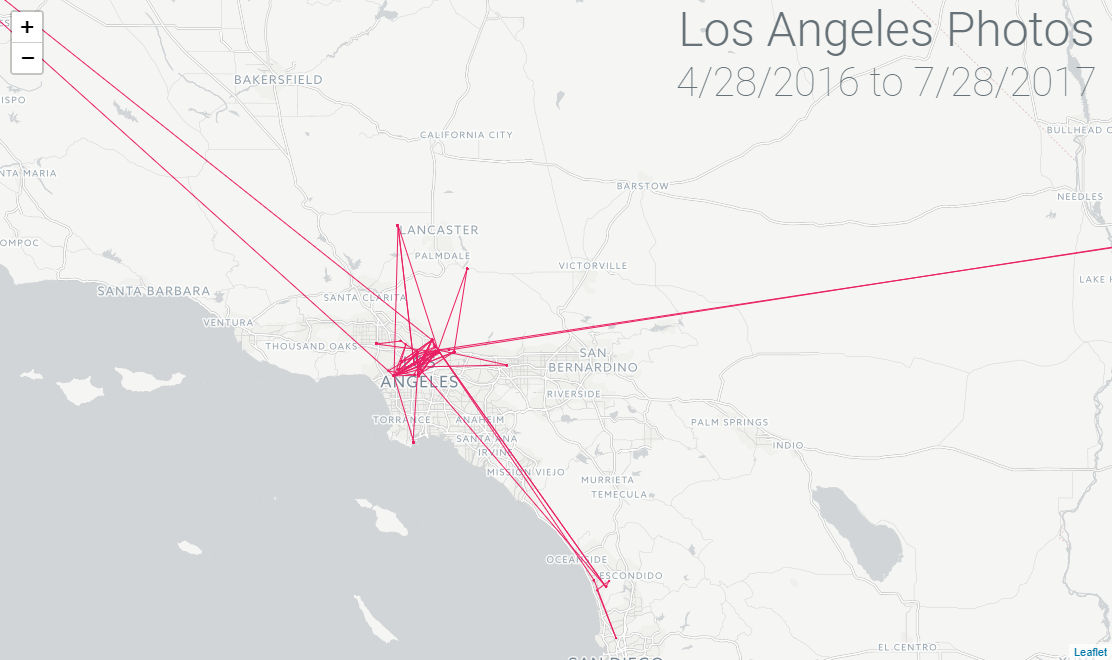 +
Los Angeles Photos
−
4/28/2016 to 7/28/2017
BAKERSFIELD
ISPO
CALIFORNIA CITY
BULLHEAD C
NTA MARIA
BARSTOW
NEEDLES
LANCASTER
OMPOC
PALMDALE
VICTORVILLE
LAKE H
SANTA BARBARA
SANTA CLARITA
VENTURA
THOUSAND OAKS
SAN
BERNARDINO
ANGELES
RIVERSIDE
TORRANCE
ANAHEIM
PALM SPRINGS
SANTA ANA
INDIO
IRVIN
MISSION VIEJO
MURRIETA
TEMECULA
OCEANSIDE
ESCONDIDO
EL CENTRO
SAN DIEGO
Leaflet